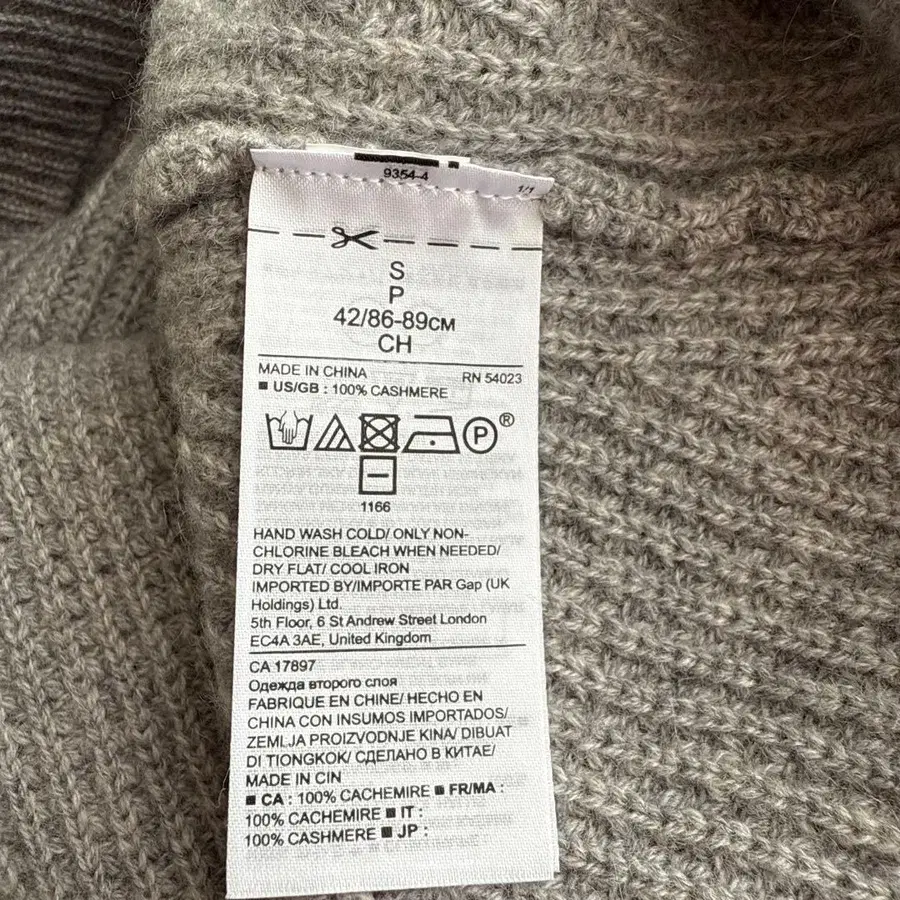 9354-4
1/1
S
P
42/86-89см
CH
MADE IN CHINA RN 54023
■ US/GB : 100% CASHMERE
P ®
1166
HAND WASH COLD/ ONLY NON-
CHLORINE BLEACH WHEN NEEDED/
DRY FLAT/ COOL IRON
IMPORTED BY/IMPORTE PAR Gap (UK
Holdings) Ltd.
5th Floor, 6 St Andrew Street London
EC4A 3AE, United Kingdom
CA 17897
Одежда второго слоя
FABRIQUE EN CHINE/ HECHO EN
CHINA CON INSUMOS IMPORTADOS/
ZEMLJA PROIZVODNJE KINA/ DIBUAT
DI TIONGKOK/ СДЕЛАНО В КИТАЕ/
MADE IN CIN
■ CA : 100% CACHEMIRE ■ FR/MA :
100% CACHEMIRE ■ IT :
100% CASHMERE ■ JP :